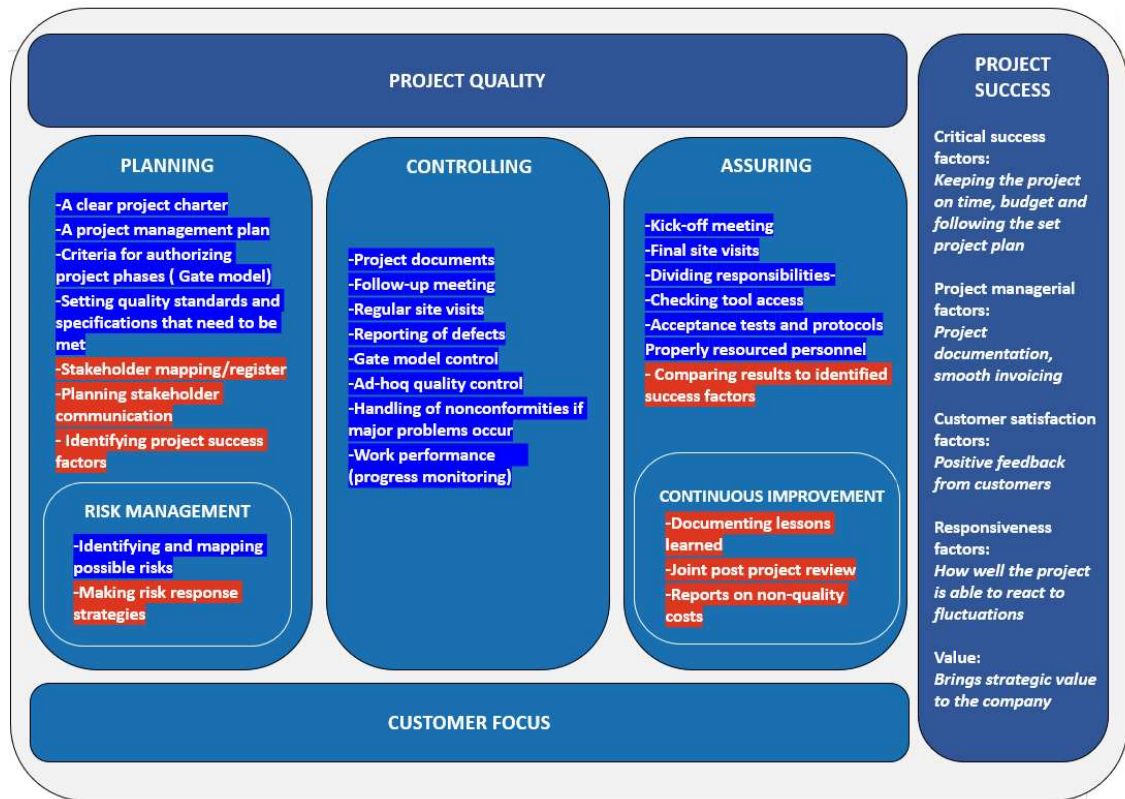 PROJECT QUALITY
PLANNING
-A clear project charter
-A project management plan
-Criteria for authorizing
project phases ( Gate model)
-Setting quality standards and
specifications that need to be
met
-Stakeholder mapping/register
-Planning stakeholder
communication
- Identifying project success
factors
RISK MANAGEMENT
-Identifying and mapping
possible risks
-Making risk response
strategies
CONTROLLING
-Project documents
-Follow-up meeting
-Regular site visits
-Reporting of defects
-Gate model control
-Ad-hoq quality control
-Handling of nonconformities if
major problems occur
-Work performance
(progress monitoring)
ASSURING
-Kick-off meeting
-Final site visits
-Dividing responsibilities-
-Checking tool access
-Acceptance tests and protocols
Properly resourced personnel
- Comparing results to identified
success factors
CONTINUOUS IMPROVEMENT
-Documenting lessons
learned
-Joint post project review
-Reports on non-quality
costs
CUSTOMER FOCUS
PROJECT
SUCCESS
Critical success
factors:
Keeping the project
on time, budget and
following the set
project plan
Project managerial
factors:
Project
documentation,
smooth invoicing
Customer satisfaction
factors:
Positive feedback
from customers
Responsiveness
factors:
How well the project
is able to react to
fluctuations
Value:
Brings strategic value
to the company